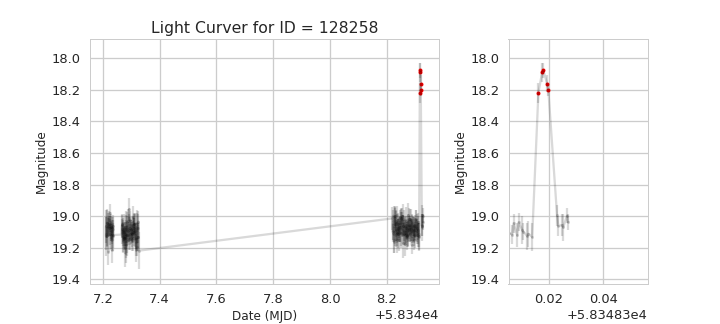 Light Curver for ID = 128258
Magnitude
18.0
18.2
18.4
18.6
18.8
19.0
19.2
19.4
7.2 7.4 7.6 7.8 8.0 8.2
Date (MJD)
+5.834e4
Magnitude
18.0
18.2
18.4
18.6
18.8
19.0
19.2
19.4
0.02 0.04
+5.83483e4